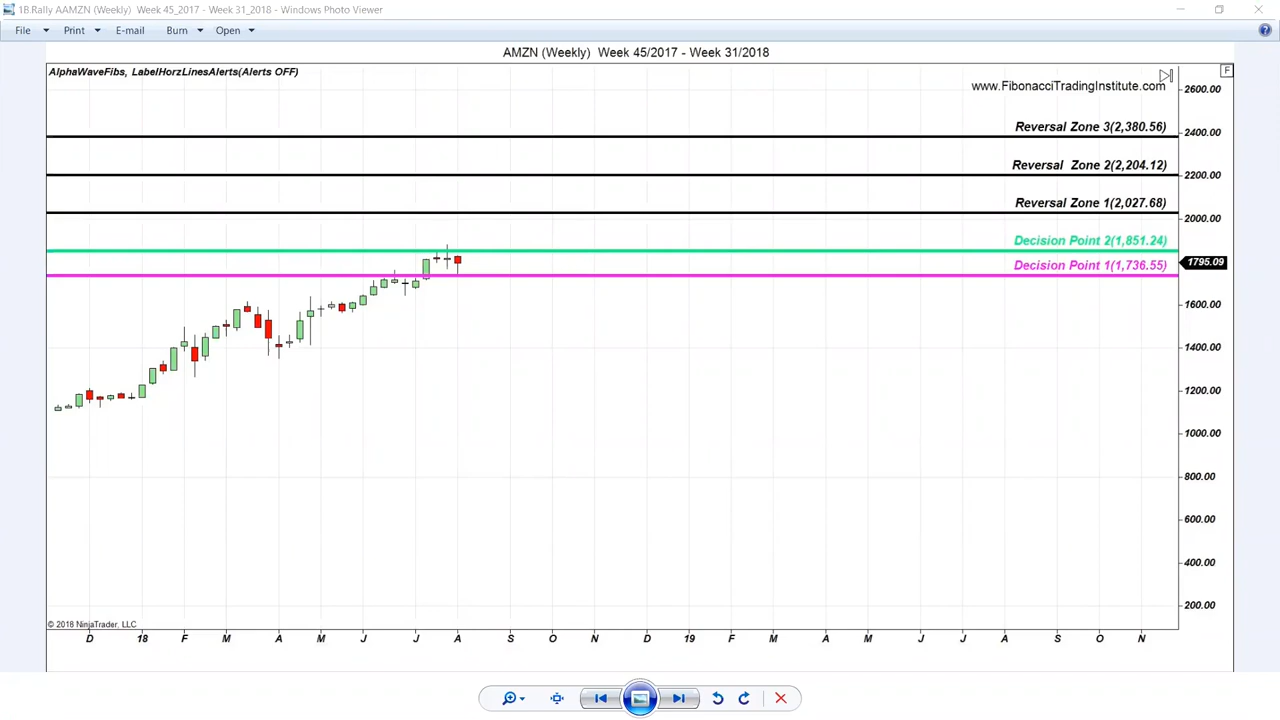 18.Rally AAMZN (Weekly) Week 45_2017 - Week 31_2018 - Windows Photo Viewer
File Print E-mail Burn Open
AMZN (Weekly) Week 45/2017 - Week 31/2018
AlphaWaveFibs, LabelHorzLinesAlerts(Alerts OFF)
F
www.FibonacciTradingInstitute.com
2600.00
Reversal Zone 3(2,380.56)
2400.00
Reversal Zone 2(2,204.12)
2200.00
Reversal Zone 1(2,027.68)
2000.00
Decision Point 2(1,851.24)
Decision Point 1(1,736.55)
1795.09
1600.00
1400.00
1200.00
1000.00
800.00
600.00
400.00
200.00
© 2018 NinjaTrader, LLC
D 18 F M A M J J A S O N D 19 F M A M J J A S O N